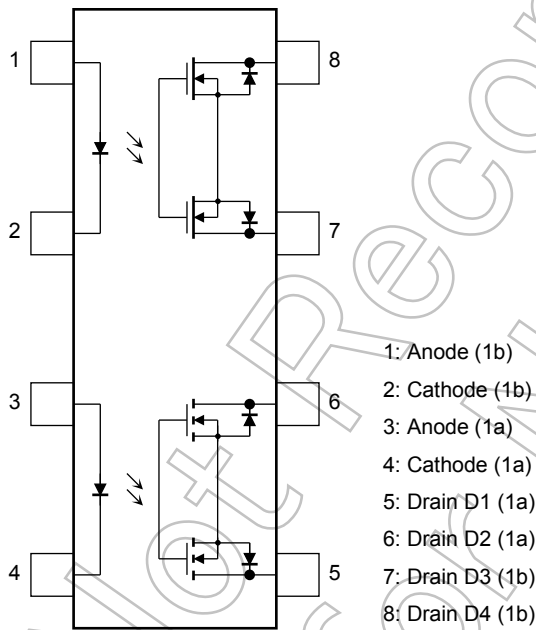 1
8
2
7
3
6
4
5
1: Anode (1b)
2: Cathode (1b)
3: Anode (1a)
4: Cathode (1a)
5: Drain D1 (1a)
6: Drain D2 (1a)
7: Drain D3 (1b)
8: Drain D4 (1b)